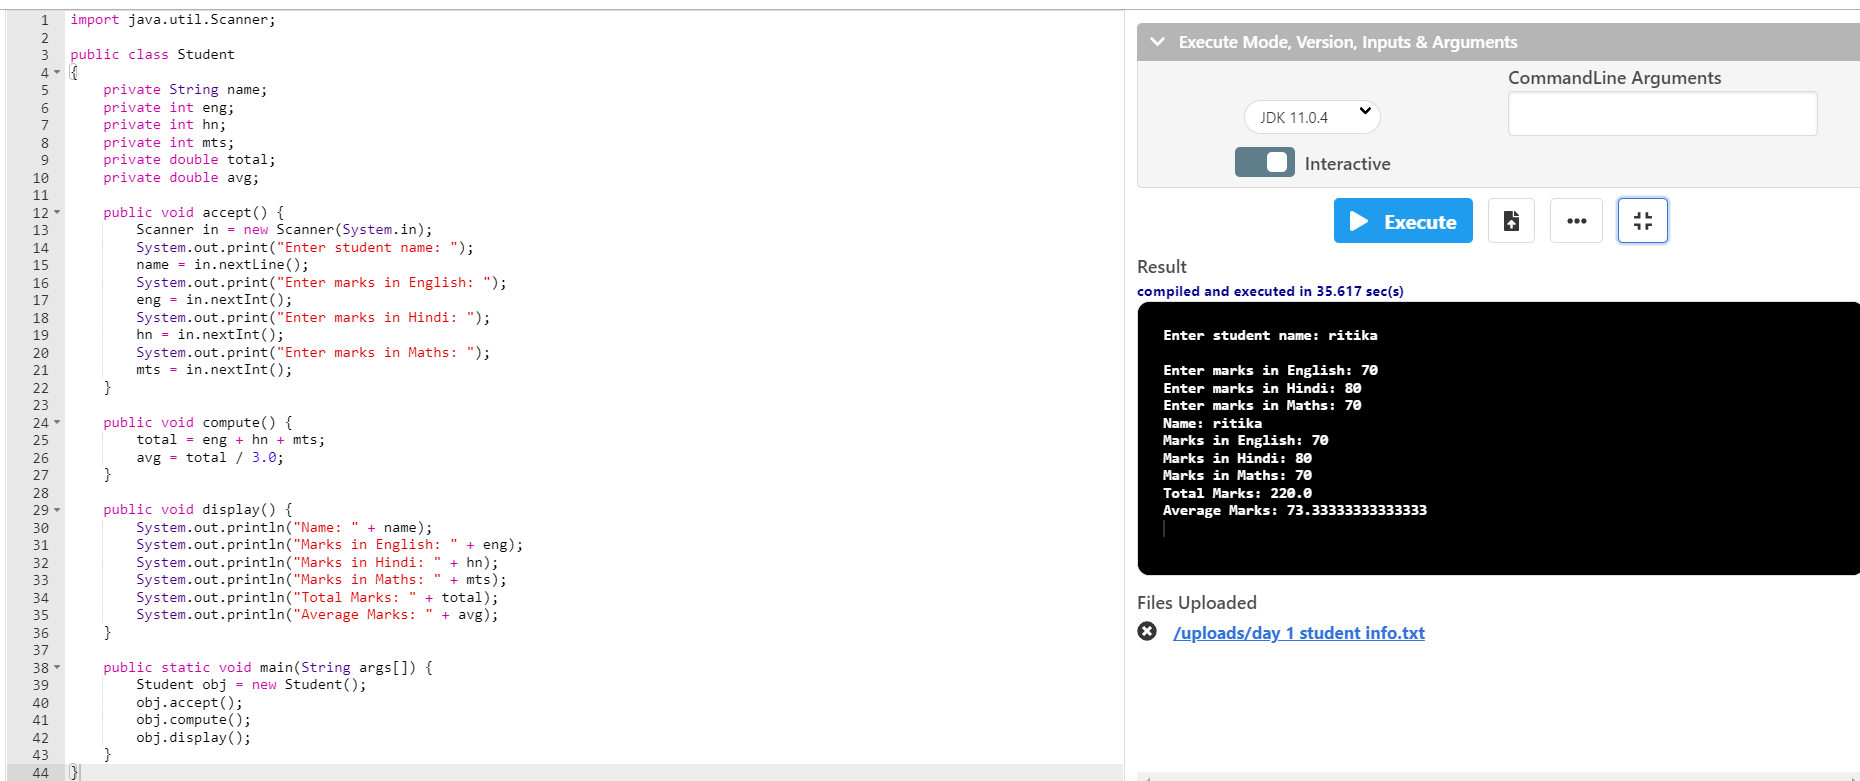 1 import java.util.Scanner;
2
3 public class Student
4 {
5     private String name;
6     private int eng;
7     private int hn;
8     private int mts;
9     private double total;
10     private double avg;
11
12     public void accept() {
13         Scanner in = new Scanner(System.in);
14         System.out.print("Enter student name: ");
15         name = in.nextLine();
16         System.out.print("Enter marks in English: ");
17         eng = in.nextInt();
18         System.out.print("Enter marks in Hindi: ");
19         hn = in.nextInt();
20         System.out.print("Enter marks in Maths: ");
21         mts = in.nextInt();
22     }
23
24     public void compute() {
25         total = eng + hn + mts;
26         avg = total / 3.0;
27     }
28
29     public void display() {
30         System.out.println("Name: " + name);
31         System.out.println("Marks in English: " + eng);
32         System.out.println("Marks in Hindi: " + hn);
33         System.out.println("Marks in Maths: " + mts);
34         System.out.println("Total Marks: " + total);
35         System.out.println("Average Marks: " + avg);
36     }
37
38     public static void main(String args[]) {
39         Student obj = new Student();
40         obj.accept();
41         obj.compute();
42         obj.display();
43     }
44 }
Execute Mode, Version, Inputs & Arguments
CommandLine Arguments
JDK 11.0.4
Interactive
Execute
Result
compiled and executed in 35.617 sec(s)
Enter student name: ritika
Enter marks in English: 70
Enter marks in Hindi: 80
Enter marks in Maths: 70
Name: ritika
Marks in English: 70
Marks in Hindi: 80
Marks in Maths: 70
Total Marks: 220.0
Average Marks: 73.33333333333333
Files Uploaded
/uploads/day 1 student info.txt